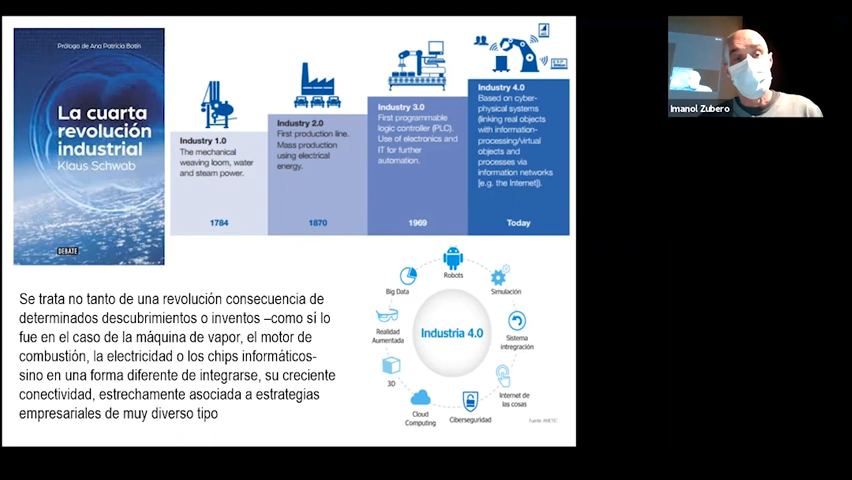 Prólogo de Ana Patricia Botín
La cuarta
revolución
industrial
Klaus Schwab
DEBATE
Industry 1.0
The mechanical
weaving loom, water
and steam power.
1784
Industry 2.0
First production line.
Mass production
using electrical
energy.
1870
Industry 3.0
First programmable
logic controller (PLC).
Use of electronics and
IT for further
automation.
1969
Industry 4.0
Based on cyber-
physical systems
(linking real objects
with information-
processing/virtual
objects and
processes via
information networks
[e.g. the Internet]).
Today
Imanol Zubero
Se trata no tanto de una revolución consecuencia de
determinados descubrimientos o inventos –como sí lo
fue en el caso de la máquina de vapor, el motor de
combustión, la electricidad o los chips informáticos-
sino en una forma diferente de integrarse, su creciente
conectividad, estrechamente asociada a estrategias
empresariales de muy diverso tipo
Industria 4.0
Robots
Simulación
Sistema
integración
Internet de
las cosas
Ciberseguridad
Cloud
Computing
3D
Realidad
Aumentada
Big Data